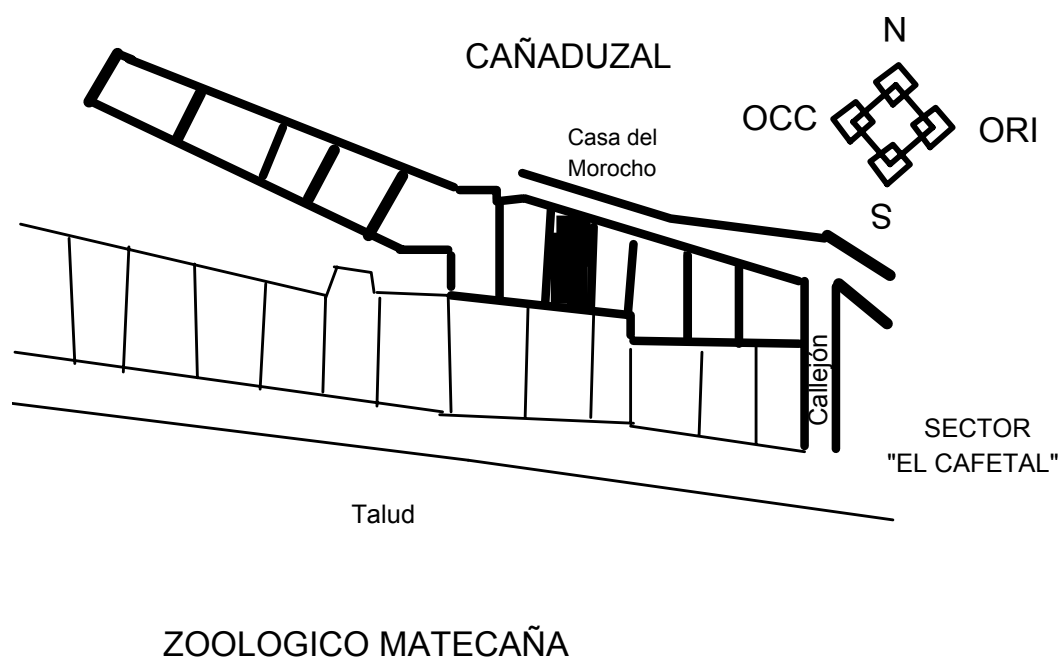 N
CAÑADUZAL
OCC
ORI
Casa del
Morocho
S
Callejón
SECTOR
"EL CAFETAL"
Talud
ZOOLOGICO MATECAÑA